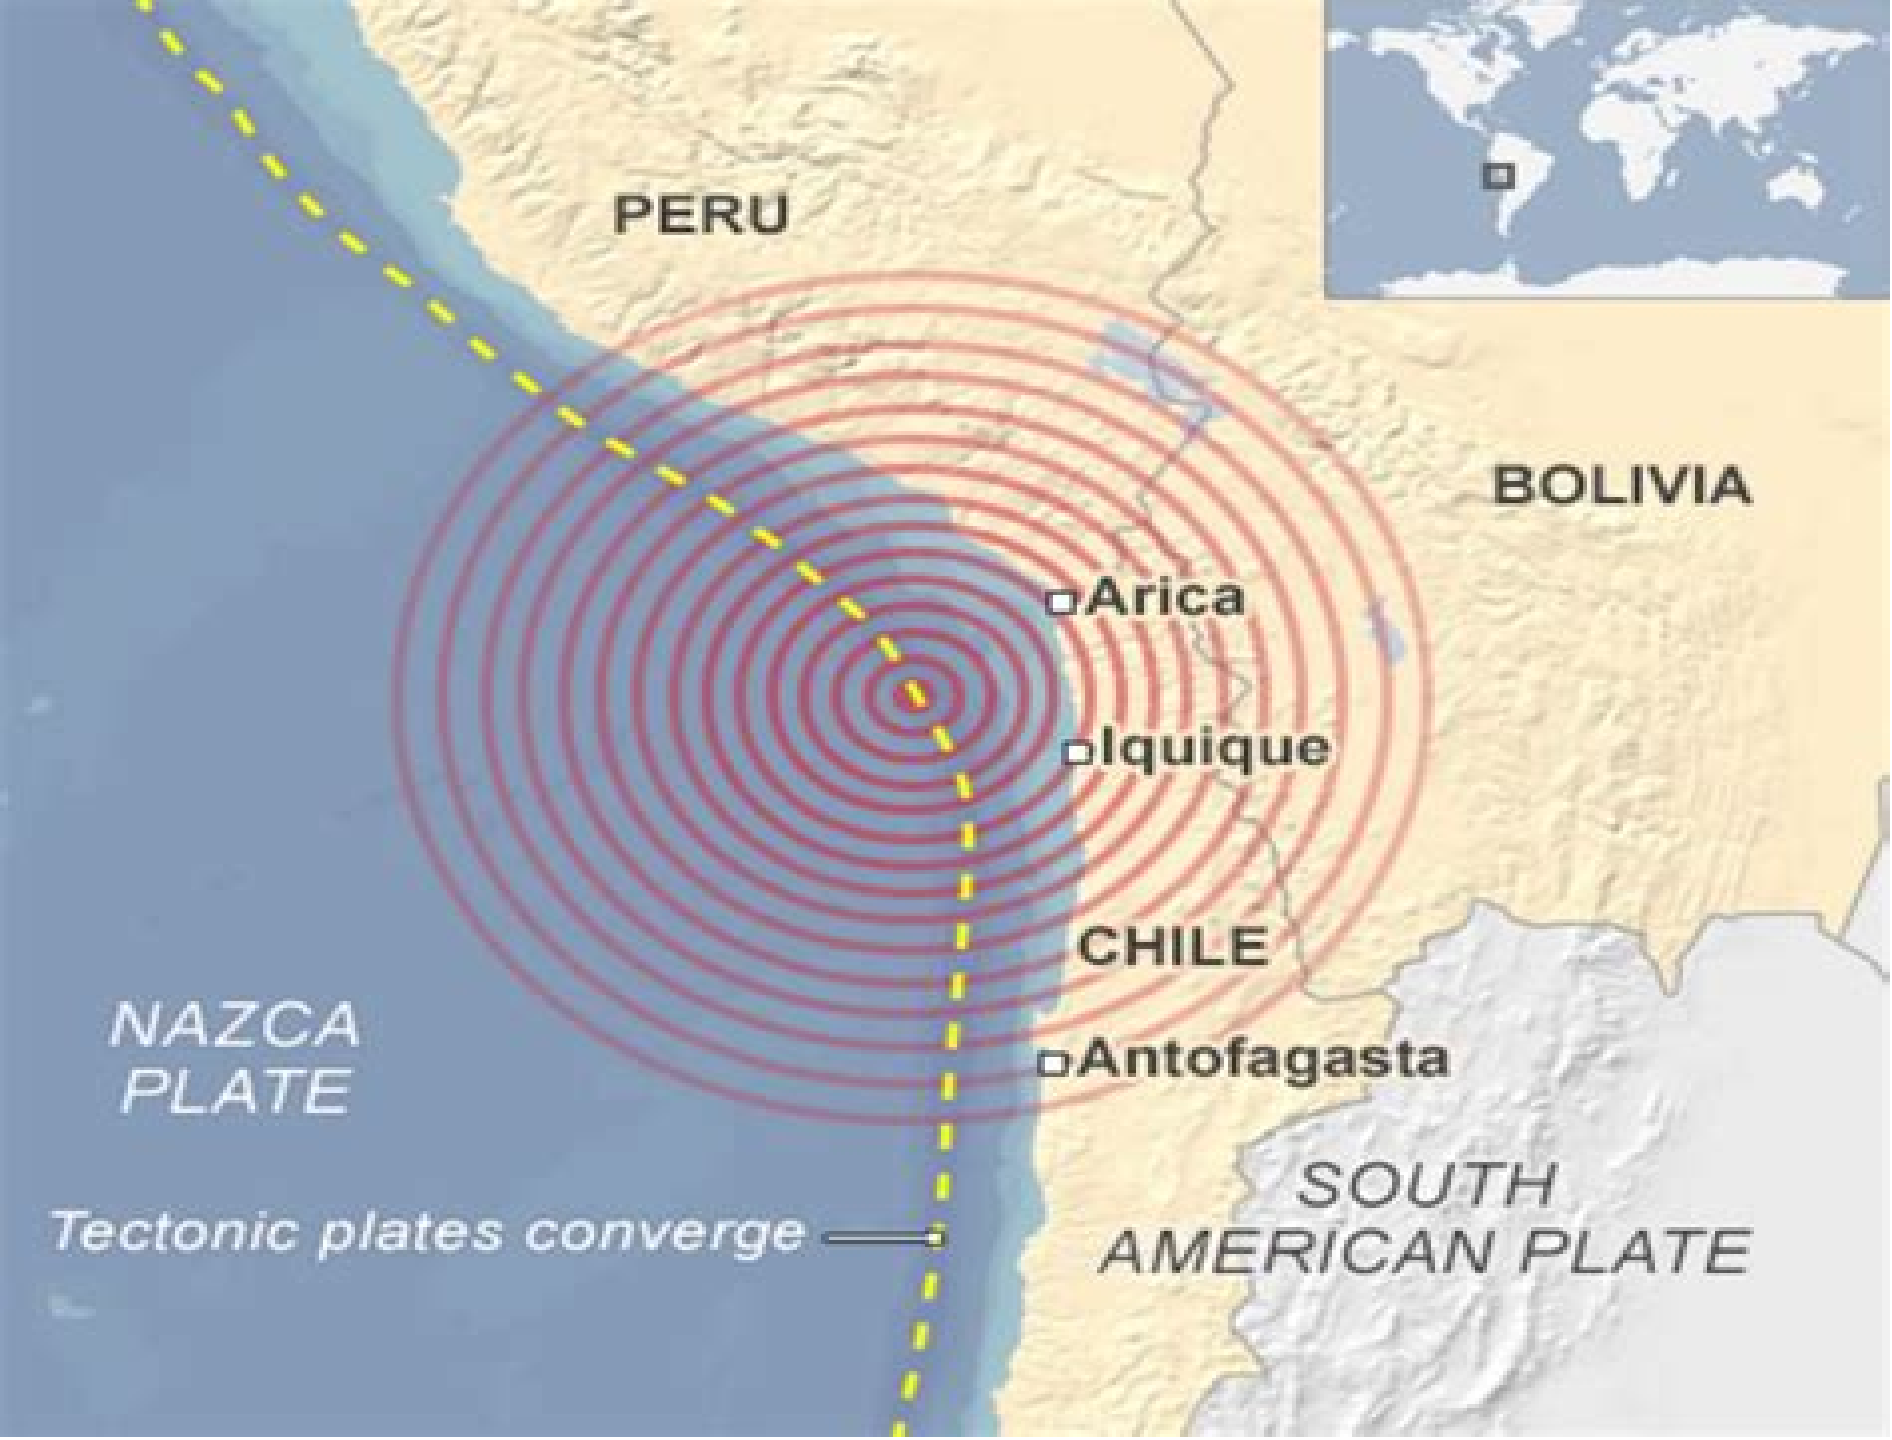 PERU
BOLIVIA
Arica
Iquique
CHILE
NAZCA
PLATE
Antofagasta
SOUTH
AMERICAN PLATE
Tectonic plates converge